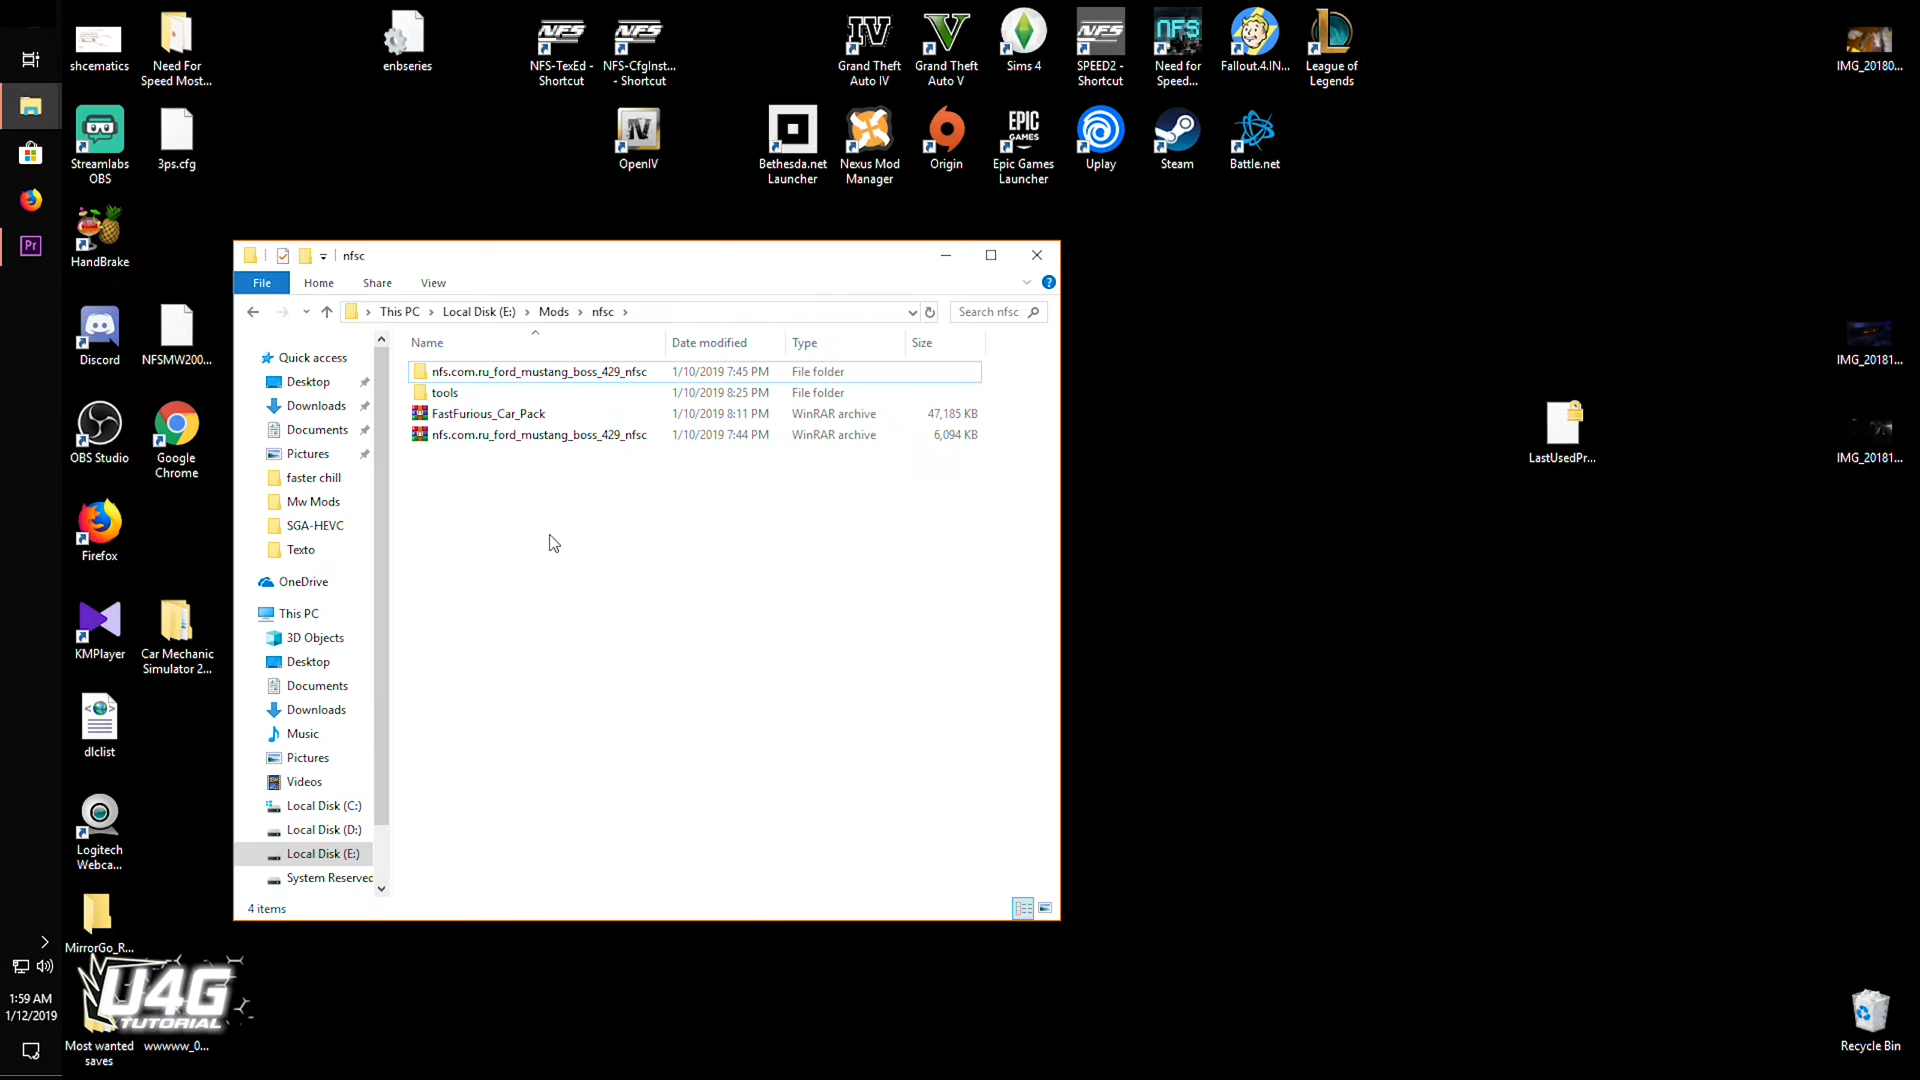 shcematics
Need For
Speed Most...
enbseries
NFS
NFS-TexEd -
Shortcut
NFS
NFS-CfgInst...
- Shortcut
IV
Grand Theft
Auto IV
V
Grand Theft
Auto V
Sims 4
NFS
SPEED2 -
Shortcut
NFS
Need for
Speed...
Fallout.4.IN...
League of
Legends
IMG_20180...
Streamlabs
OBS
3ps.cfg
IV
OpenIV
Bethesda.net
Launcher
Nexus Mod
Manager
Origin
EPIC
GAMES
Epic Games
Launcher
Uplay
Steam
Battle.net
Pr
HandBrake
Discord
NFSMW200...
OBS Studio
Google
Chrome
Firefox
KMPlayer
Car Mechanic
Simulator 2...
dlclist
Logitech
Webca...
MirrorGo_R...
nfsc
File
Home
Share
View
This PC
Local Disk (E:)
Mods
nfsc
Search nfsc
Name
Date modified
Type
Size
nfs.com.ru_ford_mustang_boss_429_nfsc 1/10/2019 7:45 PM File folder
tools 1/10/2019 8:25 PM File folder
FastFurious_Car_Pack 1/10/2019 8:11 PM WinRAR archive 47,185 KB
nfs.com.ru_ford_mustang_boss_429_nfsc 1/10/2019 7:44 PM WinRAR archive 6,094 KB
Quick access
Desktop
Downloads
Documents
Pictures
faster chill
Mw Mods
SGA-HEVC
Texto
OneDrive
This PC
3D Objects
Desktop
Documents
Downloads
Music
Pictures
Videos
Local Disk (C:)
Local Disk (D:)
Local Disk (E:)
System Reserved
4 items
IMG_20181...
LastUsedPr...
IMG_20181...
1:59 AM
1/12/2019
U4G
TUTORIAL
Most wanted
saves
wwwww_0...
Recycle Bin